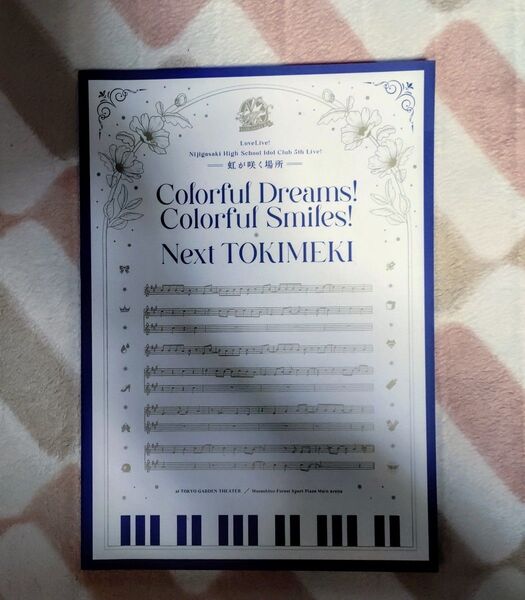 LoveLive!
Nijigasaki High School Idol Club 5th Live!
虹が咲く場所
Colorful Dreams!
Colorful Smiles!
Next TOKIMEKI
at TOKYO GARDEN THEATER / Musashino Forest Sport Plaza Main Arena